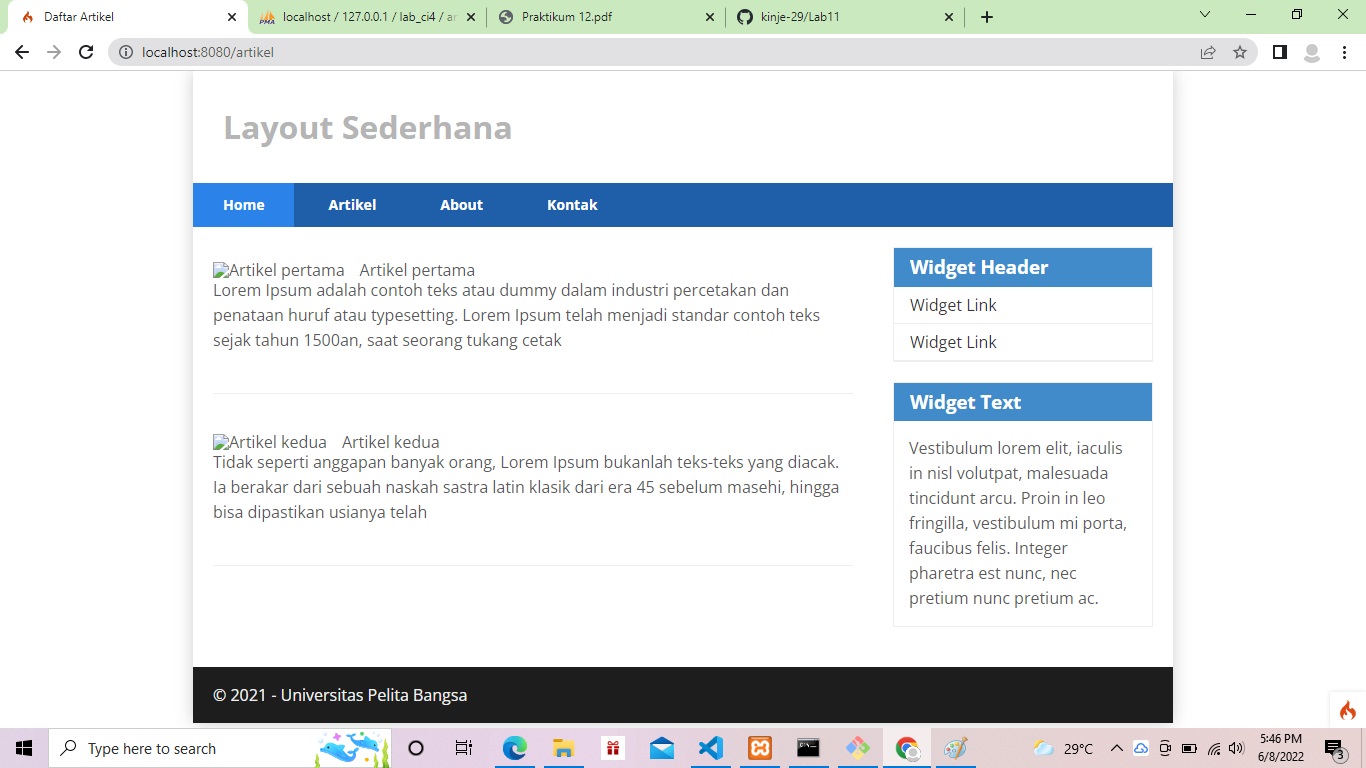 Daftar Artikel
localhost / 127.0.0.1 / lab_ci4 / ar
Praktikum 12.pdf
kinje-29/Lab11
localhost:8080/artikel
Layout Sederhana
Home
Artikel
About
Kontak
Artikel pertama Artikel pertama
Lorem Ipsum adalah contoh teks atau dummy dalam industri percetakan dan
penataan huruf atau typesetting. Lorem Ipsum telah menjadi standar contoh teks
sejak tahun 1500an, saat seorang tukang cetak
Artikel kedua Artikel kedua
Tidak seperti anggapan banyak orang, Lorem Ipsum bukanlah teks-teks yang diacak.
Ia berakar dari sebuah naskah sastra latin klasik dari era 45 sebelum masehi, hingga
bisa dipastikan usianya telah
Widget Header
Widget Link
Widget Link
Widget Text
Vestibulum lorem elit, iaculis
in nisl volutpat, malesuada
tincidunt arcu. Proin in leo
fringilla, vestibulum mi porta,
faucibus felis. Integer
pharetra est nunc, nec
pretium nunc pretium ac.
© 2021 - Universitas Pelita Bangsa
Type here to search
29°C
5:46 PM
6/8/2022
3